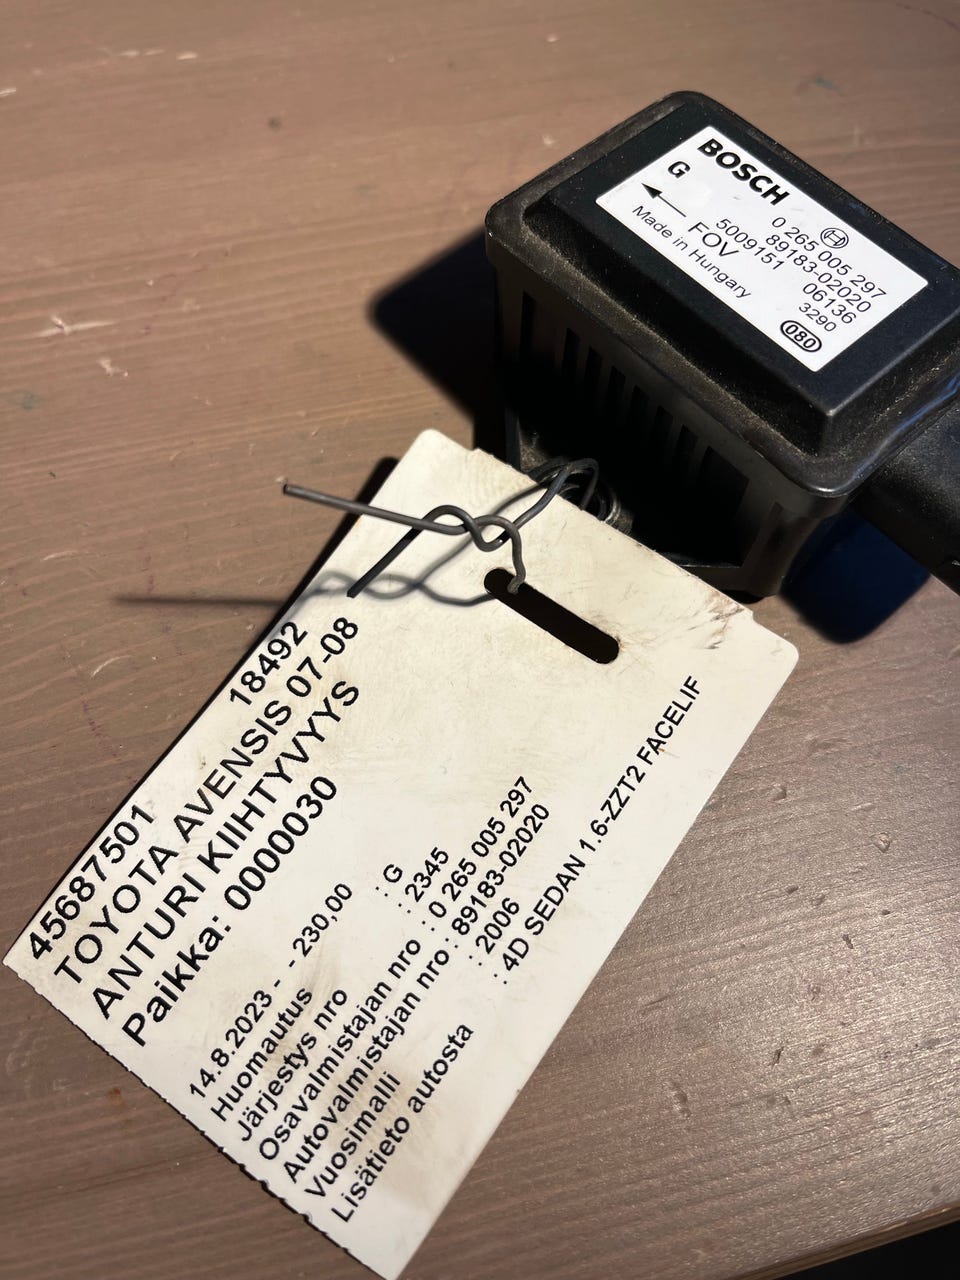 BOSCH
G
0 265 005 297
89183-02020
5009151 06136
FOV 3290
Made in Hungary
080
45687501 18492
TOYOTA AVENSIS 07-08
ANTURI KIIHTYVYYS
Paikka: 0000030
14.8.2023 - - 230,00
Huomautus : G
Järjestys nro : 2345
Osavalmistajan nro : 0 265 005 297
Autovalmistajan nro : 89183-02020
Vuosimalli : 2006
Lisätieto autosta : 4D SEDAN 1.6-ZZT2 FACELIF